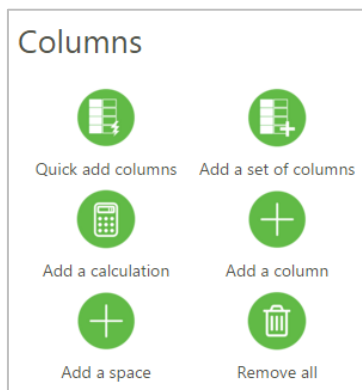 Columns
Quick add columns
Add a set of columns
Add a calculation
Add a column
Add a space
Remove all